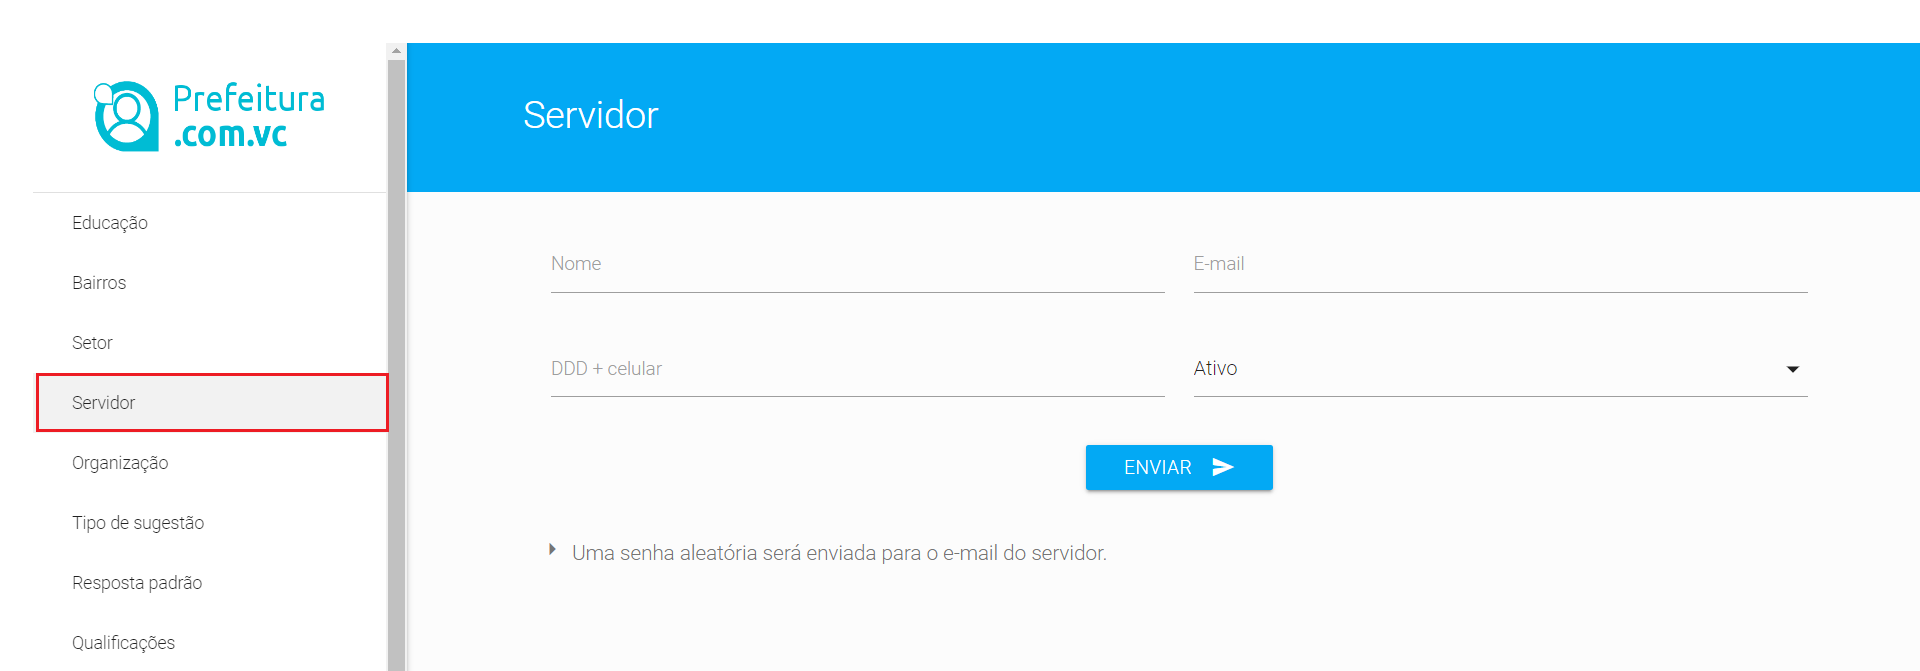 Prefeitura
.com.vc
Educação
Bairros
Setor
Servidor
Organização
Tipo de sugestão
Resposta padrão
Qualificações
Servidor
Nome
E-mail
DDD + celular
Ativo
ENVIAR
Uma senha aleatória será enviada para o e-mail do servidor.